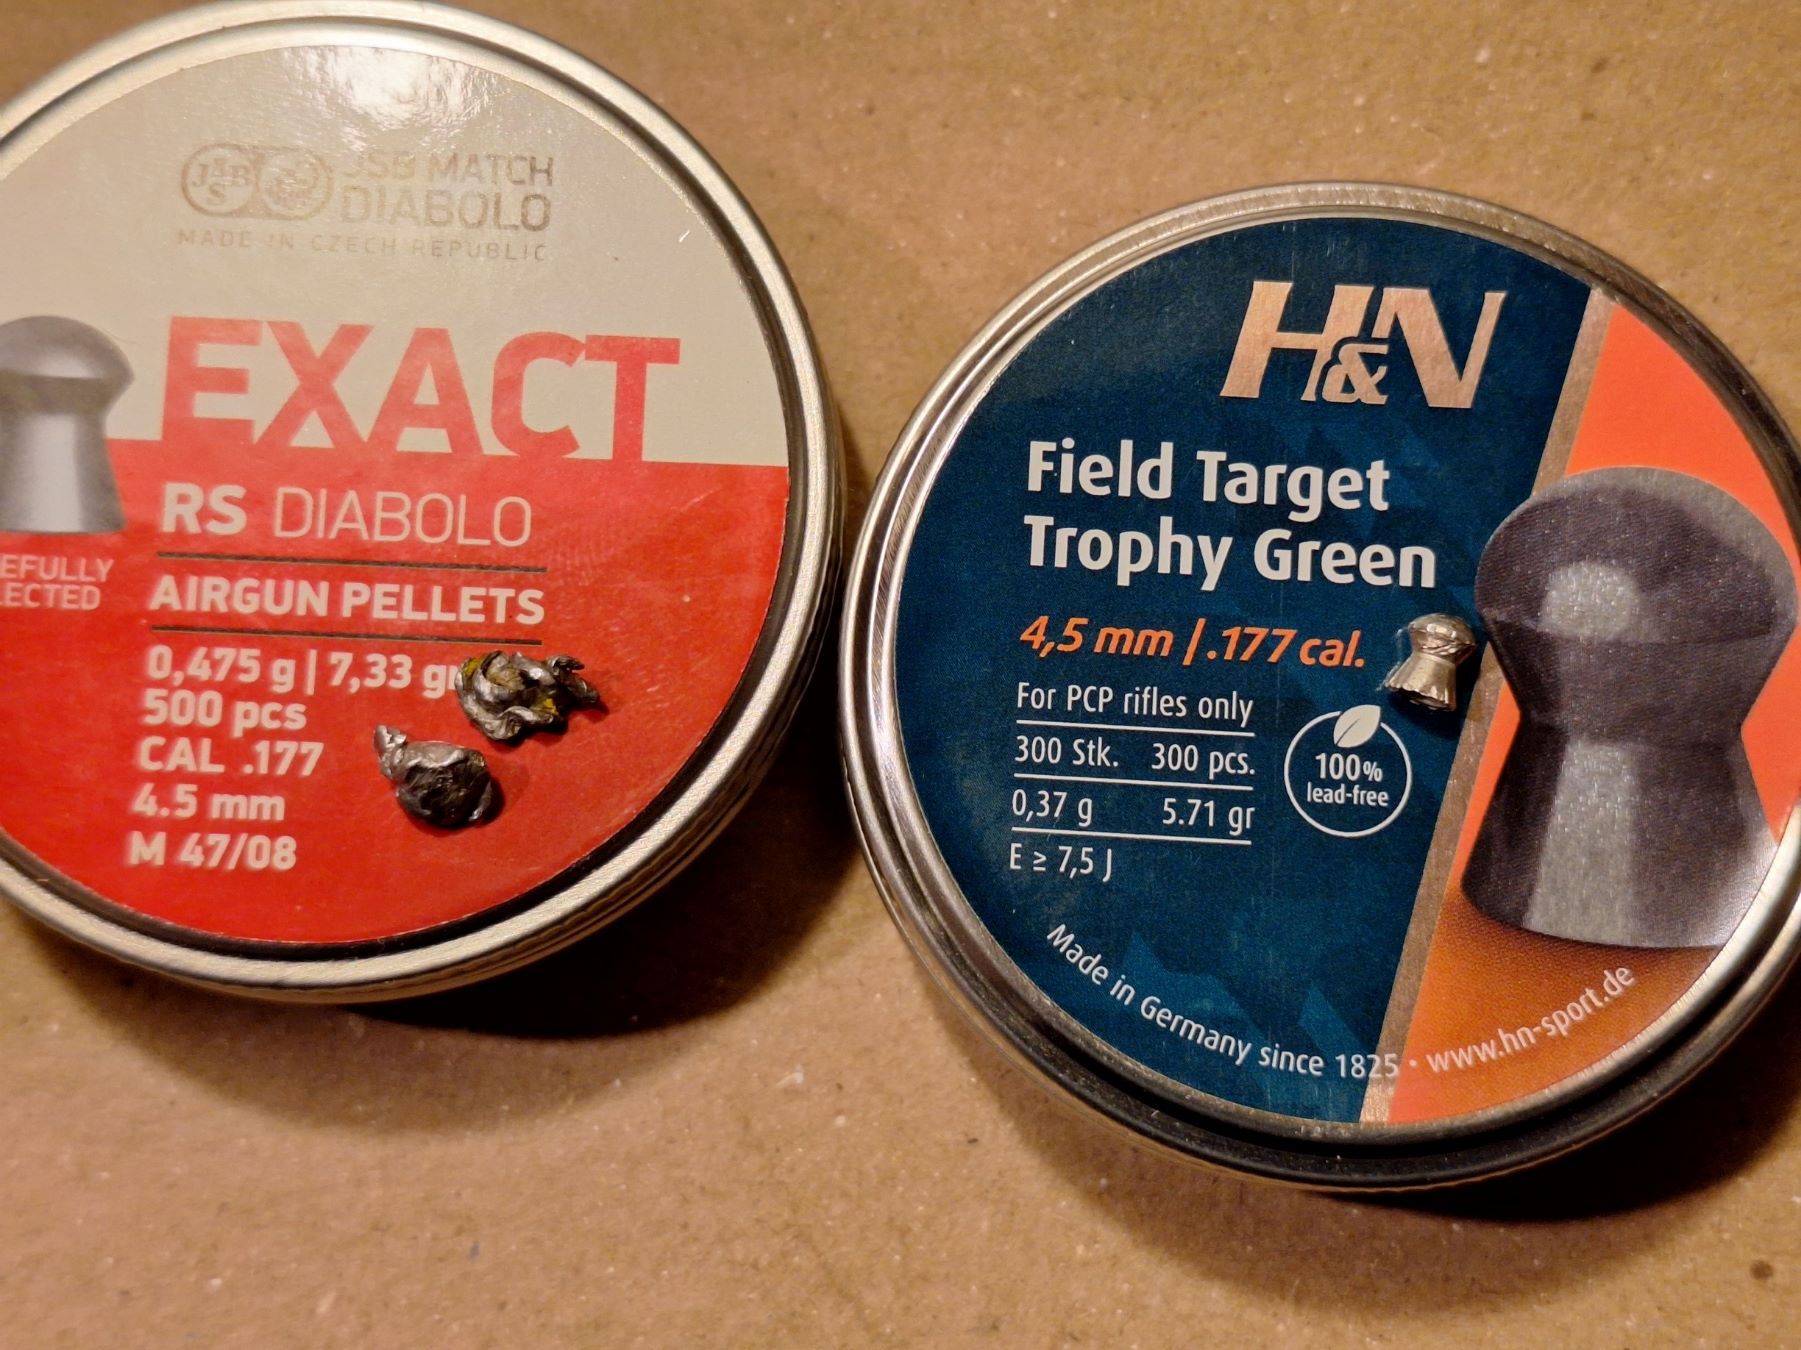 JSB
JSB MATCH
DIABOLO
MADE IN CZECH REPUBLIC
EXACT
RS DIABOLO
AIRGUN PELLETS
0,475 g | 7,33 gr
500 pcs
CAL .177
4.5 mm
M 47/08
EFULLY
LECTED
H&N
Field Target
Trophy Green
4,5 mm | .177 cal.
For PCP rifles only
300 Stk. 300 pcs.
0,37 g 5.71 gr
E ≥ 7,5 J
100%
lead-free
Made in Germany since 1825 · www.hn-sport.de